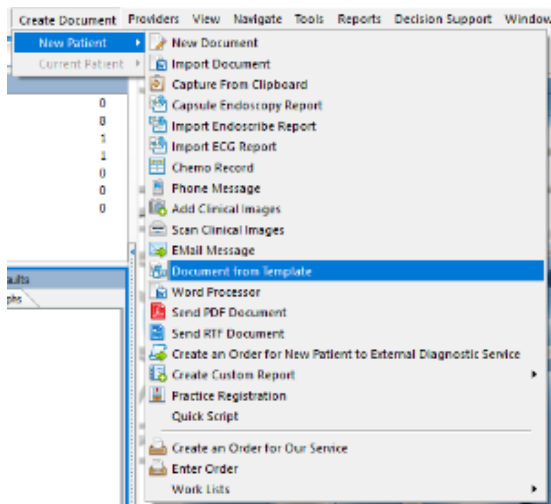 Create Document Providers View Navigate Tools Reports Decision Support Window
New Patient
Current Patient
New Document
Import Document
Capture From Clipboard
Capsule Endoscopy Report
Import Endoscribe Report
Import ECG Report
Chemo Record
Phone Message
Add Clinical Images
Scan Clinical Images
EMail Message
Document from Template
Word Processor
Send PDF Document
Send RTF Document
Create an Order for New Patient to External Diagnostic Service
Create Custom Report
Practice Registration
Quick Script
Create an Order for Our Service
Enter Order
Work Lists
0
0
1
1
0
0
0